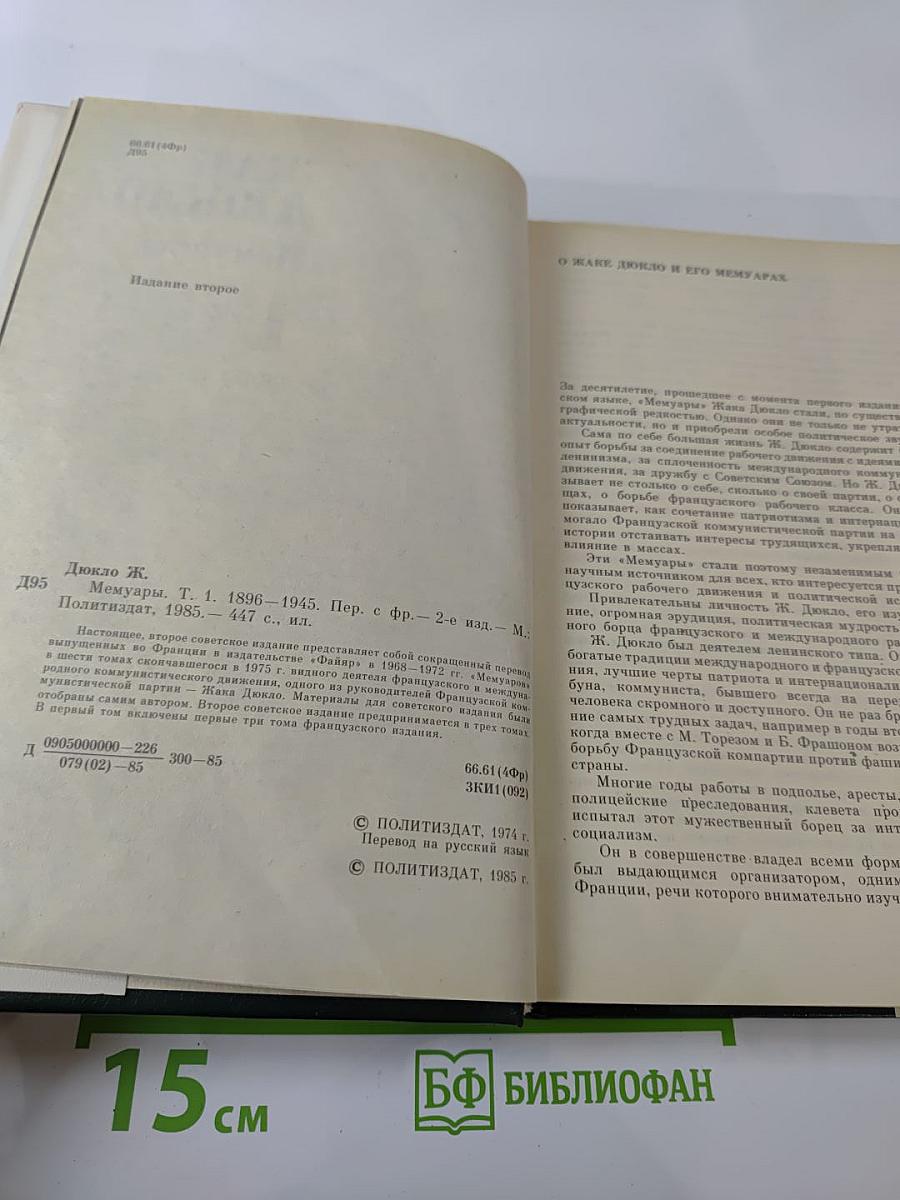 66.61(4Фр)
Д95
Издание второе
Дюкло Ж.
Д95 Мемуары. Т. 1. 1896—1945. Пер. с фр.— 2-е изд.— М.:
Политиздат, 1985.— 447 с., ил.
Настоящее, второе советское издание представляет собой сокращенный перевод
выпущенных во Франции в издательстве «Файяр» в 1968—1972 гг. «Мемуаров»
в шести томах скончавшегося в 1975 г. видного деятеля французского и междуна-
родного коммунистического движения, одного из руководителей Французской ком-
мунистической партии — Жака Дюкло. Материалы для советского издания были
отобраны самим автором. Второе советское издание предпринимается в трех томах.
В первый том включены первые три тома французского издания.
Д 0905000000—226 300—85
079(02)—85
66.61(4Фр)
3КИ1(092)
© ПОЛИТИЗДАТ, 1974 г.
Перевод на русский язык
© ПОЛИТИЗДАТ, 1985 г.
О ЖАКЕ ДЮКЛО И ЕГО МЕМУАРАХ
За десятилетие, прошедшее с момента первого издани
ском языке, «Мемуары» Жака Дюкло стали, по существ
графической редкостью. Однако они не только не утра
актуальности, но и приобрели особое политическое зву
Сама по себе большая жизнь Ж. Дюкло содержит
опыт борьбы за соединение рабочего движения с идеями
ленинизма, за сплоченность международного комму
движения, за дружбу с Советским Союзом. Но Ж. Д
зывает не столько о себе, сколько о своей партии, о
щах, о борьбе французского рабочего класса. Он
показывает, как сочетание патриотизма и интернац
могало Французской коммунистической партии на
истории отстаивать интересы трудящихся, укрепля
влияние в массах.
Эти «Мемуары» стали поэтому незаменимым
научным источником для всех, кто интересуется пр
цузского рабочего движения и политической ис
Привлекательны личность Ж. Дюкло, его изу
ние, огромная эрудиция, политическая мудрость
ного борца французского и международного ра
Ж. Дюкло был деятелем ленинского типа. О
богатые традиции международного и французско
ния, лучшие черты патриота и интернационали
буна, коммуниста, бывшего всегда на перед
человека скромного и доступного. Он не раз бр
ние самых трудных задач, например в годы вто
когда вместе с М. Торезом и Б. Фрашоном воз
борьбу Французской компартии против фаши
страны.
Многие годы работы в подполье, аресты,
полицейские преследования, клевета про
испытал этот мужественный борец за инт
социализм.
Он в совершенстве владел всеми форм
был выдающимся организатором, одним
Франции, речи которого внимательно изуч
15 см
БФ БИБЛИОФАН